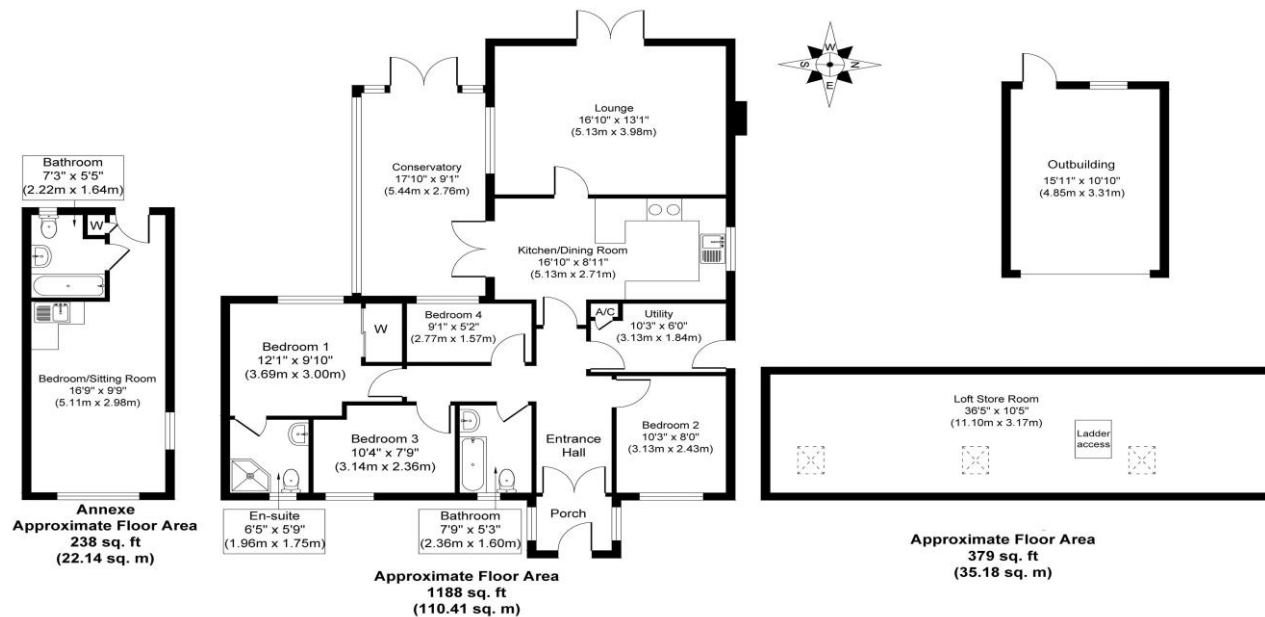 Bathroom
7'3" x 5'5"
(2.22m x 1.64m)
W
Bedroom/Sitting Room
16'9" x 9'9"
(5.11m x 2.98m)
Annexe
Approximate Floor Area
238 sq. ft
(22.14 sq. m)
Lounge
16'10" x 13'1"
(5.13m x 3.98m)
Conservatory
17'10" x 9'1"
(5.44m x 2.76m)
Kitchen/Dining Room
16'10" x 8'11"
(5.13m x 2.71m)
Bedroom 1
12'1" x 9'10"
(3.69m x 3.00m)
W
Bedroom 4
9'1" x 5'2"
(2.77m x 1.57m)
A/C
Utility
10'3" x 6'0"
(3.13m x 1.84m)
Bedroom 3
10'4" x 7'9"
(3.14m x 2.36m)
Entrance
Hall
Bedroom 2
10'3" x 8'0"
(3.13m x 2.43m)
En-suite
6'5" x 5'9"
(1.96m x 1.75m)
Bathroom
7'9" x 5'3"
(2.36m x 1.60m)
Porch
Approximate Floor Area
1188 sq. ft
(110.41 sq. m)
W
S
N
E
Outbuilding
15'11" x 10'10"
(4.85m x 3.31m)
Loft Store Room
36'5" x 10'5"
(11.10m x 3.17m)
Ladder
access
Approximate Floor Area
379 sq. ft
(35.18 sq. m)